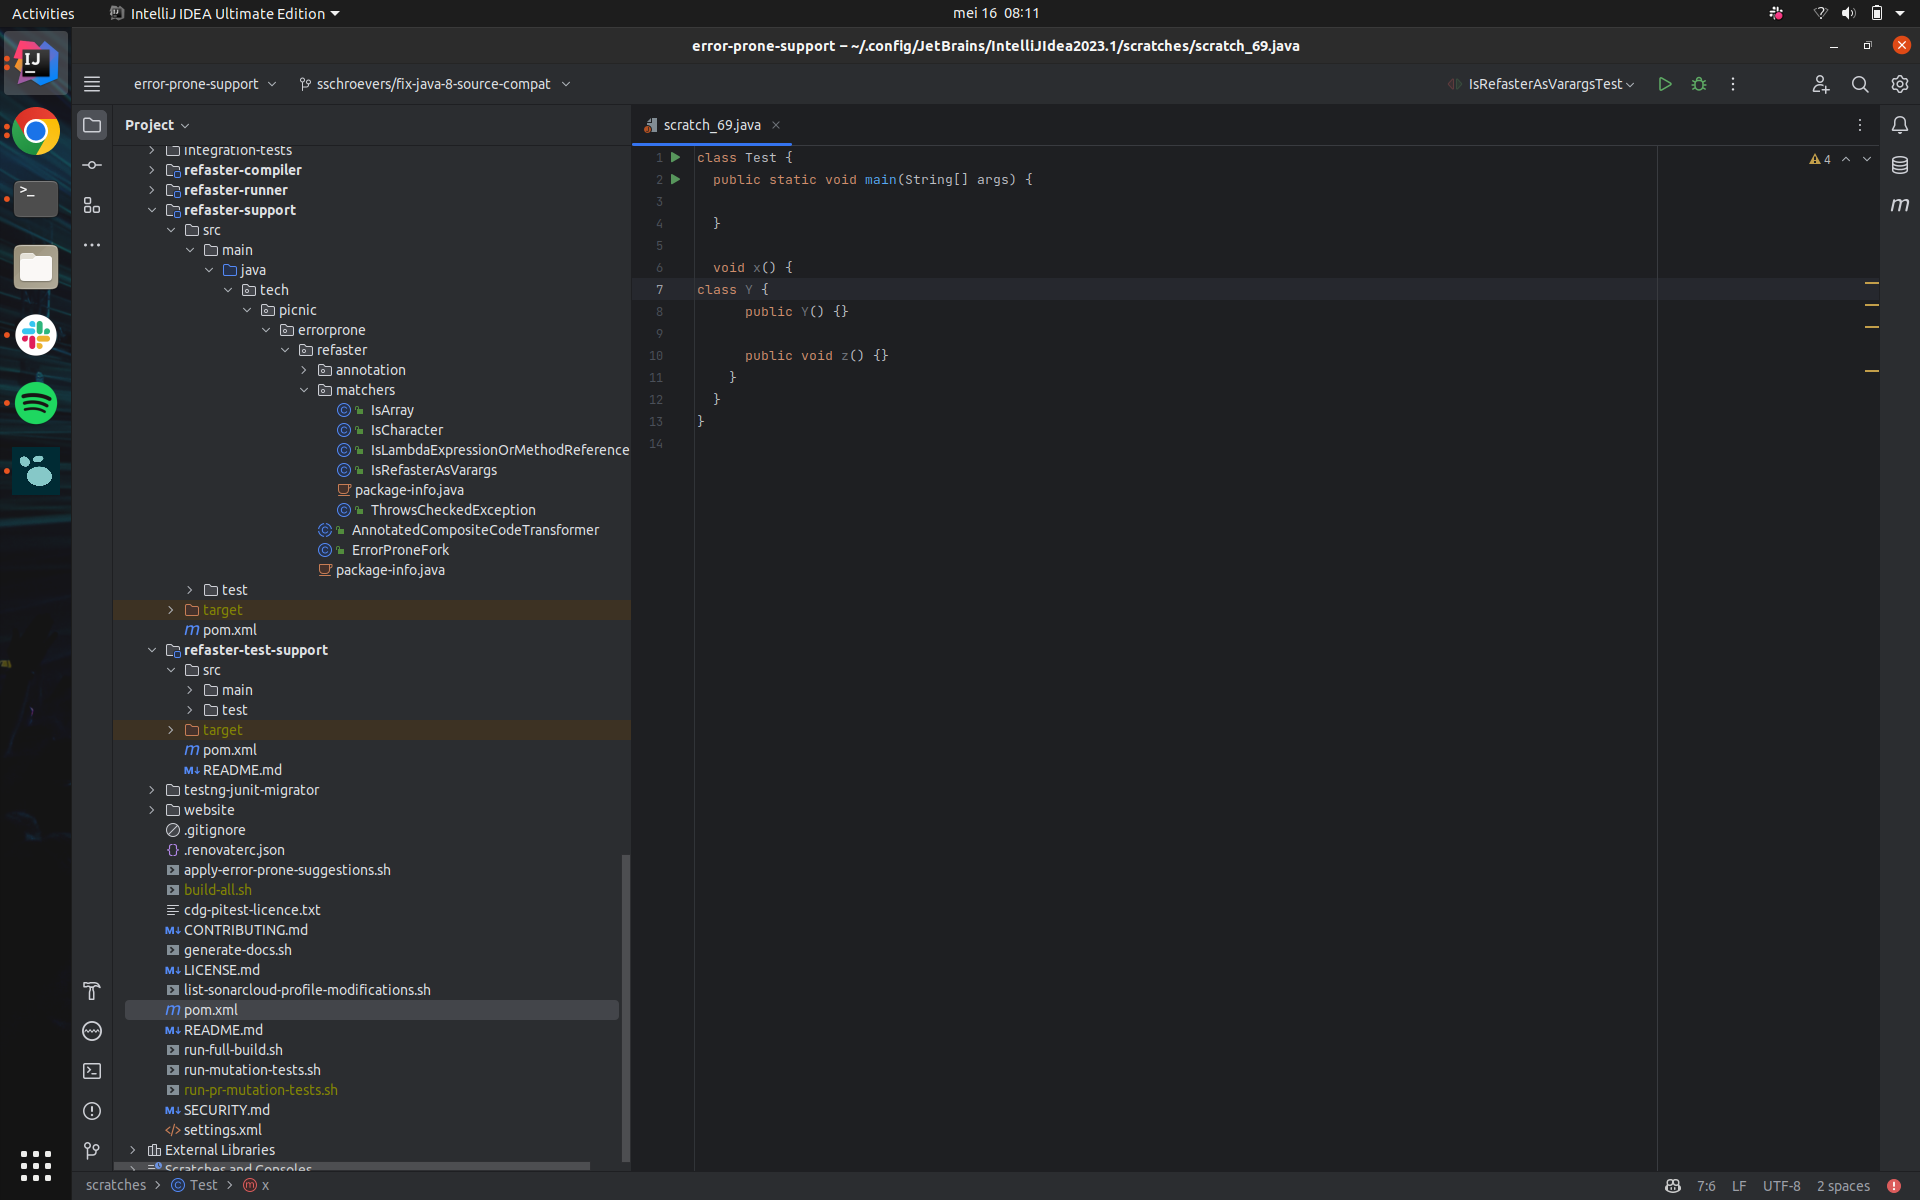 Activities
IntelliJ IDEA Ultimate Edition
mei 16 08:11
error-prone-support – ~/.config/JetBrains/IntelliJIdea2023.1/scratches/scratch_69.java
error-prone-support
sschroevers/fix-java-8-source-compat
IsRefasterAsVarargsTest
Project
integration-tests
refaster-compiler
refaster-runner
refaster-support
src
main
java
tech
picnic
errorprone
refaster
annotation
matchers
IsArray
IsCharacter
IsLambdaExpressionOrMethodReference
IsRefasterAsVarargs
package-info.java
ThrowsCheckedException
AnnotatedCompositeCodeTransformer
ErrorProneFork
package-info.java
test
target
pom.xml
refaster-test-support
src
main
test
target
pom.xml
README.md
testng-junit-migrator
website
.gitignore
.renovaterc.json
apply-error-prone-suggestions.sh
build-all.sh
cdg-pitest-licence.txt
CONTRIBUTING.md
generate-docs.sh
LICENSE.md
list-sonarcloud-profile-modifications.sh
pom.xml
README.md
run-full-build.sh
run-mutation-tests.sh
run-pr-mutation-tests.sh
SECURITY.md
settings.xml
External Libraries
Scratches and Consoles
scratch_69.java
4
1 class Test {
2 public static void main(String[] args) {
3
4 }
5
6 void x() {
7 class Y {
8 public Y() {}
9
10 public void z() {}
11 }
12 }
13 }
14
scratches > Test > x
7:6 LF UTF-8 2 spaces